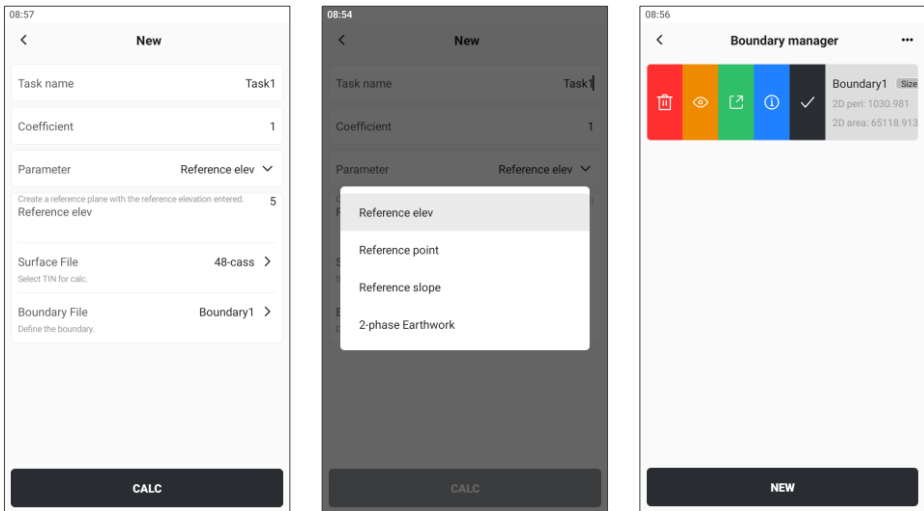 08:57
New
Task name Task1
Coefficient 1
Parameter Reference elev
Create a reference plane with the reference elevation entered. 5
Reference elev
Surface File 48-cass
Select TIN for calc.
Boundary File Boundary1
Define the boundary.
CALC
08:54
New
Task name Task1
Coefficient 1
Parameter Reference elev
Reference elev
Reference point
Reference slope
2-phase Earthwork
CALC
08:56
Boundary manager
Boundary1 Size
2D peri: 1030.981
2D area: 65118.913
NEW